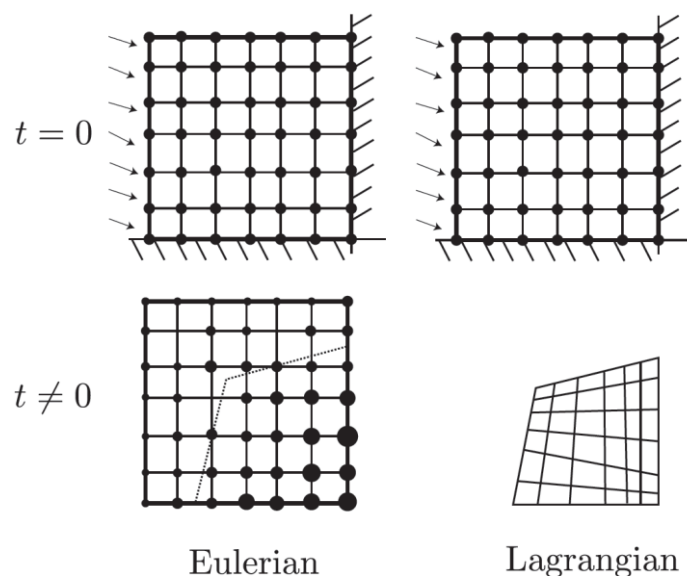 t = 0
t ≠ 0
Eulerian
Lagrangian